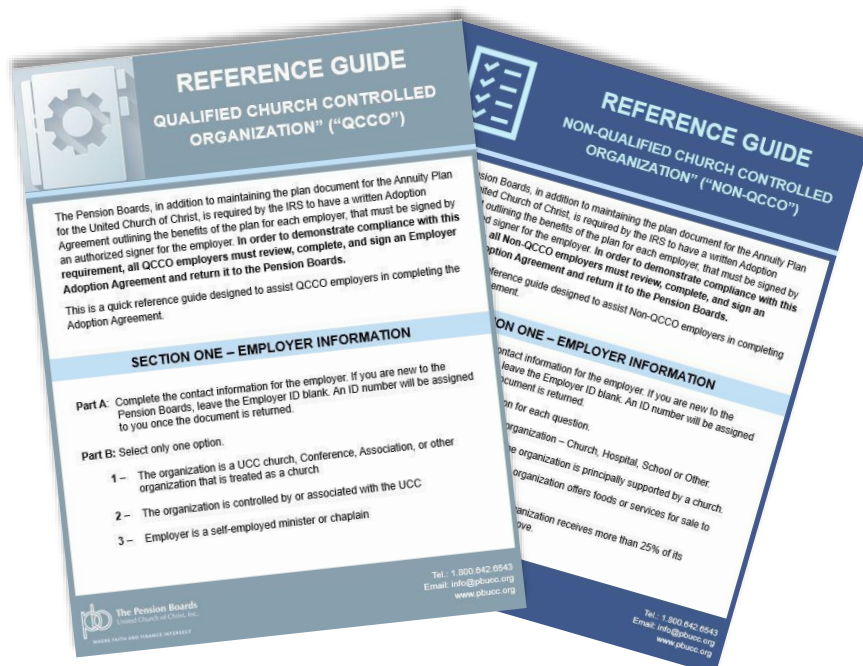 REFERENCE GUIDE
QUALIFIED CHURCH CONTROLLED
ORGANIZATION” (“QCCO”)
The Pension Boards, in addition to maintaining the plan document for the Annuity Plan
for the United Church of Christ, is required by the IRS to have a written Adoption
Agreement outlining the benefits of the plan for each employer, that must be signed by
an authorized signer for the employer. In order to demonstrate compliance with this
requirement, all QCCO employers must review, complete, and sign an Employer
Adoption Agreement and return it to the Pension Boards.
This is a quick reference guide designed to assist QCCO employers in completing the
Adoption Agreement.
SECTION ONE – EMPLOYER INFORMATION
Part A: Complete the contact information for the employer. If you are new to the
Pension Boards, leave the Employer ID blank. An ID number will be assigned
to you once the document is returned.
Part B: Select only one option.
1 – The organization is a UCC church, Conference, Association, or other
organization that is treated as a church
2 – The organization is controlled by or associated with the UCC
3 – Employer is a self-employed minister or chaplain
pb
The Pension Boards
United Church of Christ, Inc.
WHERE FAITH AND FINANCE INTERSECT
Tel.: 1.800.642.6543
Email: info@pbucc.org
www.pbucc.org
REFERENCE GUIDE
NON-QUALIFIED CHURCH CONTROLLED
ORGANIZATION” (“NON-QCCO”)
Boards, in addition to maintaining the plan document for the Annuity Plan
United Church of Christ, is required by the IRS to have a written Adoption
outlining the benefits of the plan for each employer, that must be signed by
signer for the employer. In order to demonstrate compliance with this
all Non-QCCO employers must review, complete, and sign an
Adoption Agreement and return it to the Pension Boards.
reference guide designed to assist Non-QCCO employers in completing
ONE – EMPLOYER INFORMATION
contact information for the employer. If you are new to the
leave the Employer ID blank. An ID number will be assigned
document is returned.
for each question.
organization – Church, Hospital, School or Other.
organization is principally supported by a church.
organization offers foods or services for sale to
organization receives more than 25% of its
Tel.: 1.800.642.6543
Email: info@pbucc.org
www.pbucc.org